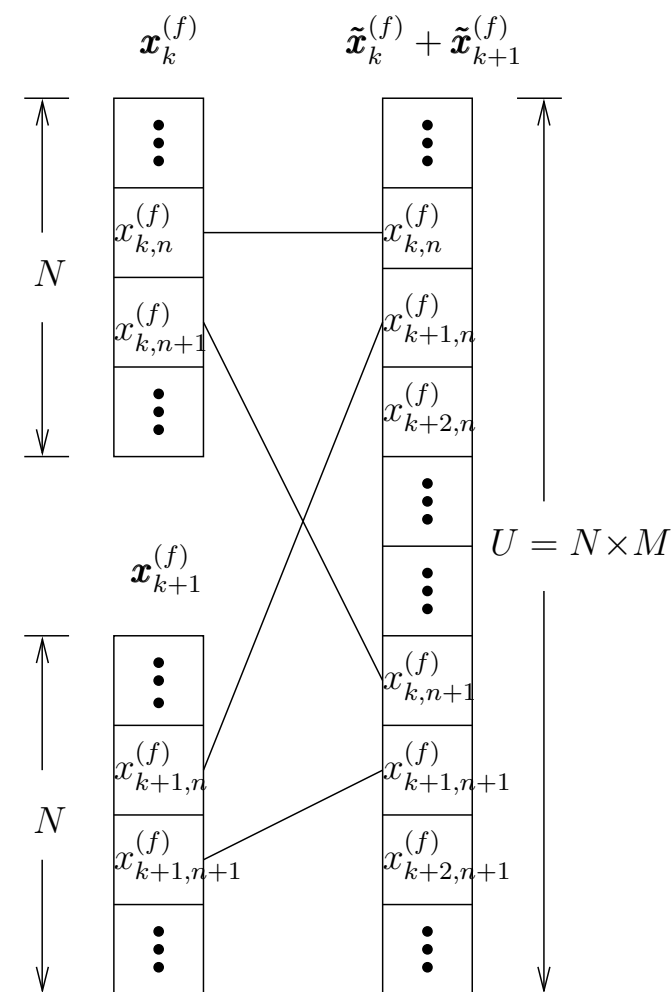 𝒙_k^{(f)}
x̃_k^{(f)} + x̃_{k+1}^{(f)}
x_{k,n}^{(f)}
x_{k,n}^{(f)}
N
x_{k,n+1}^{(f)}
x_{k+1,n}^{(f)}
x_{k+2,n}^{(f)}
U = N×M
𝒙_{k+1}^{(f)}
x_{k,n+1}^{(f)}
x_{k+1,n}^{(f)}
x_{k+1,n+1}^{(f)}
N
x_{k+1,n+1}^{(f)}
x_{k+2,n+1}^{(f)}